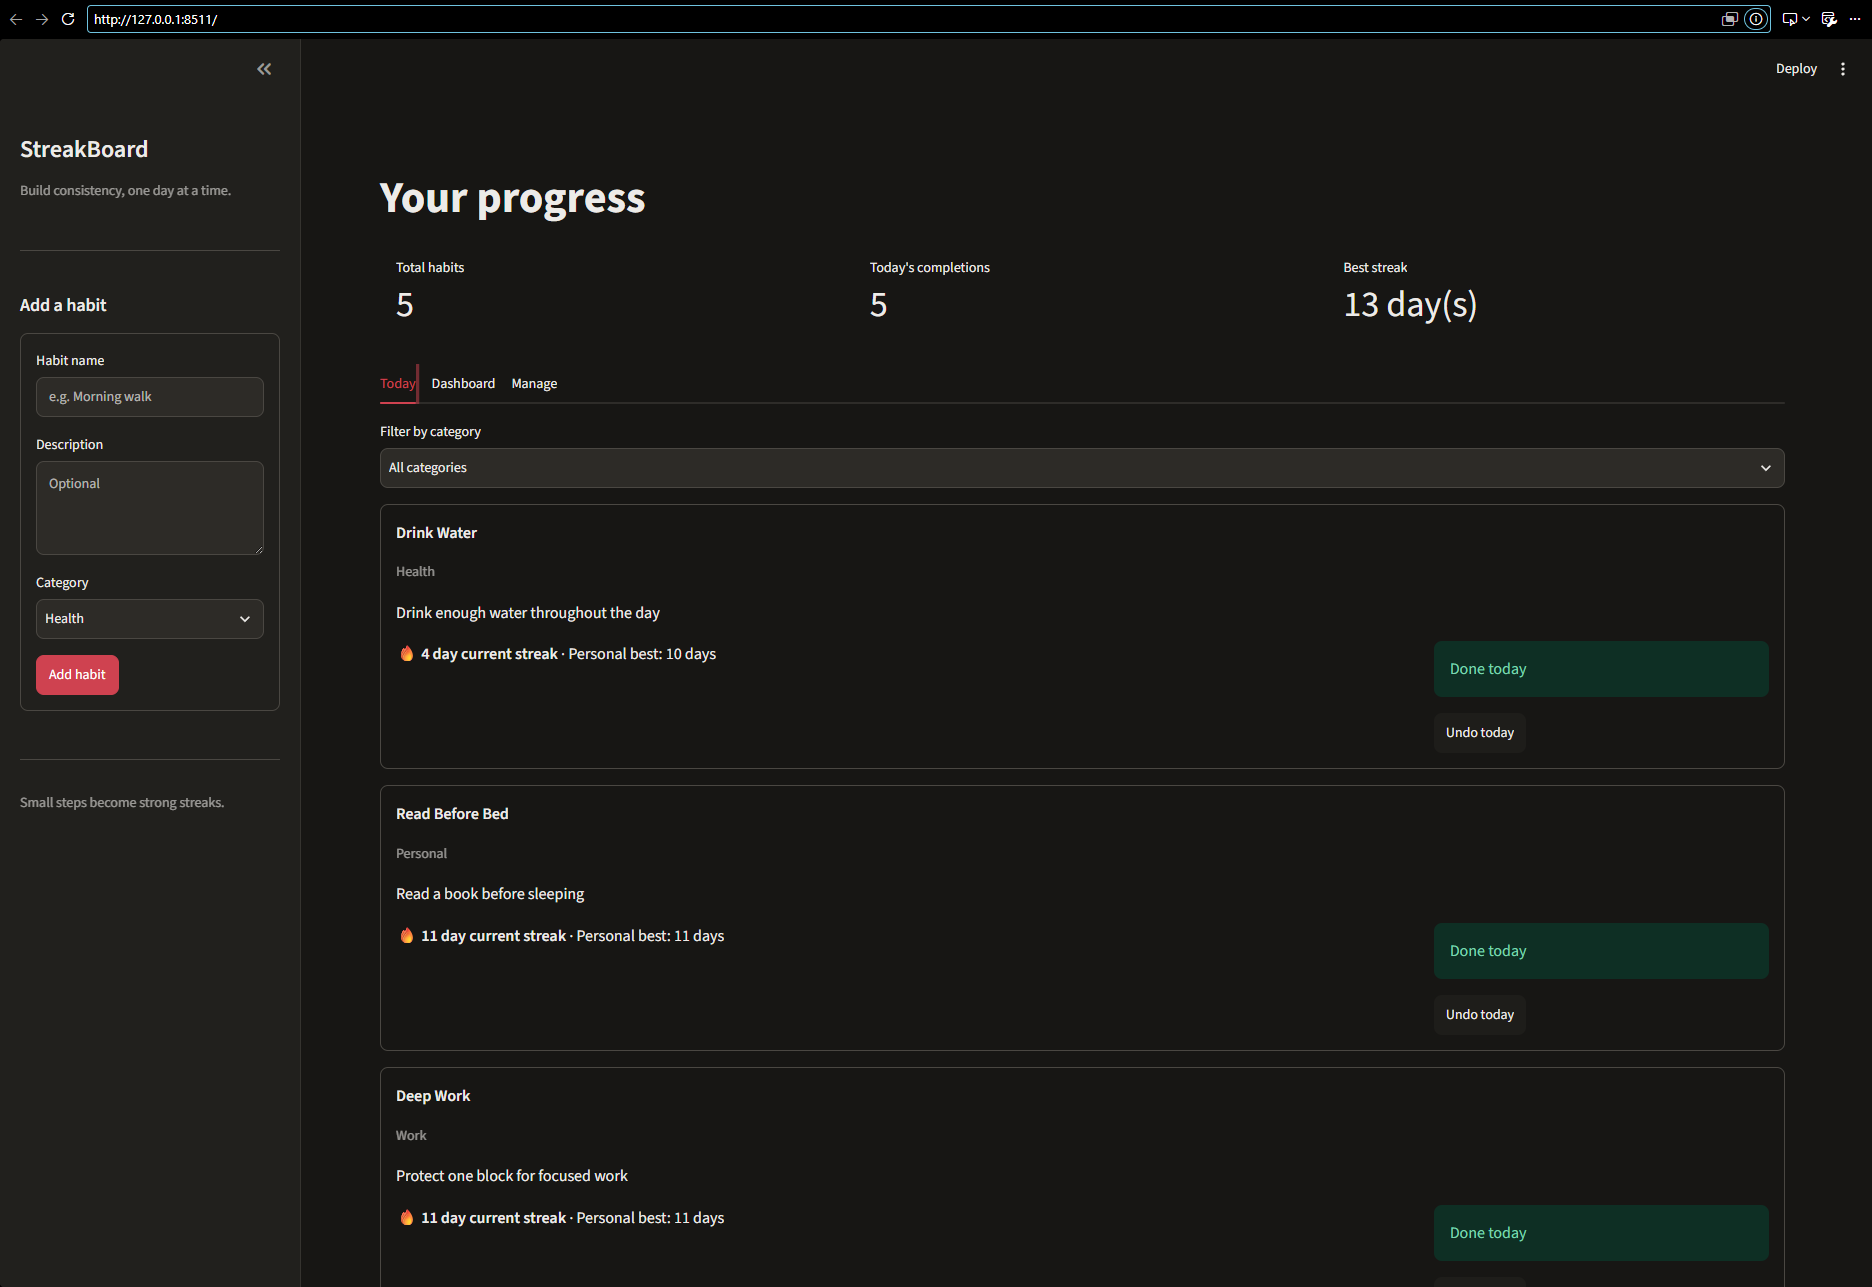 http://127.0.0.1:8511/
Deploy
StreakBoard
Build consistency, one day at a time.
Add a habit
Habit name
e.g. Morning walk
Description
Optional
Category
Health
Add habit
Small steps become strong streaks.
Your progress
Total habits
5
Today's completions
5
Best streak
13 day(s)
Today Dashboard Manage
Filter by category
All categories
Drink Water
Health
Drink enough water throughout the day
🔥 4 day current streak · Personal best: 10 days
Done today
Undo today
Read Before Bed
Personal
Read a book before sleeping
🔥 11 day current streak · Personal best: 11 days
Done today
Undo today
Deep Work
Work
Protect one block for focused work
🔥 11 day current streak · Personal best: 11 days
Done today